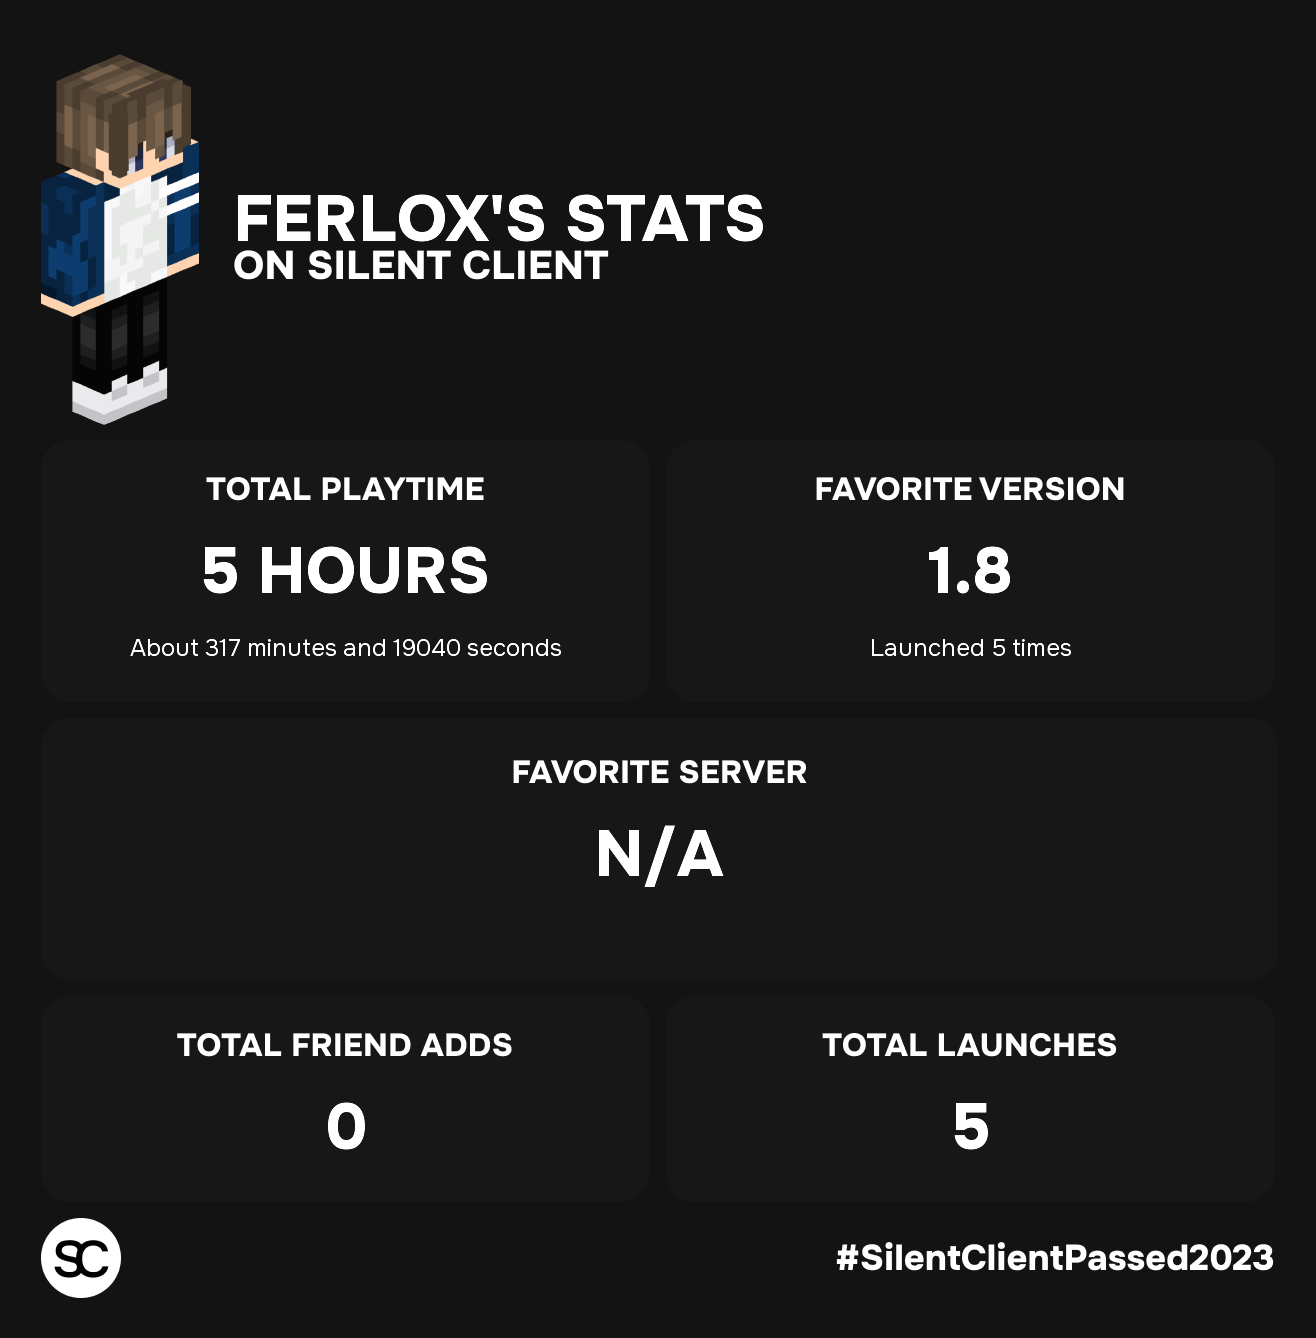 FERLOX'S STATS
ON SILENT CLIENT
TOTAL PLAYTIME
5 HOURS
About 317 minutes and 19040 seconds
FAVORITE VERSION
1.8
Launched 5 times
FAVORITE SERVER
N/A
TOTAL FRIEND ADDS
0
TOTAL LAUNCHES
5
SC
#SilentClientPassed2023